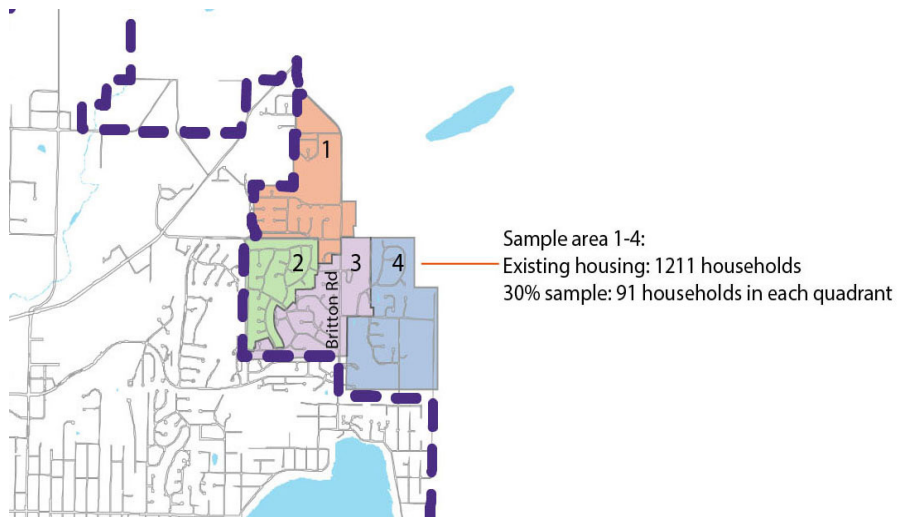 1
2
3
4
Britton Rd
Sample area 1-4:
Existing housing: 1211 households
30% sample: 91 households in each quadrant